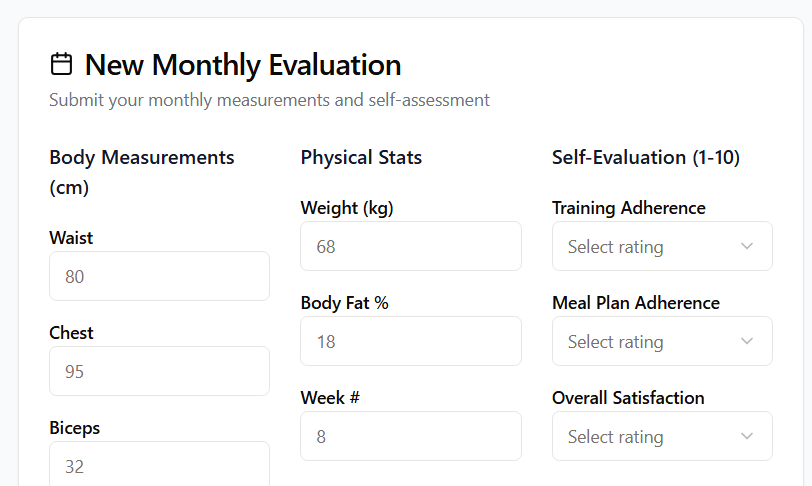 New Monthly Evaluation
Submit your monthly measurements and self-assessment
Body Measurements
(cm)
Waist
80
Chest
95
Biceps
32
Physical Stats
Weight (kg)
68
Body Fat %
18
Week #
8
Self-Evaluation (1-10)
Training Adherence
Select rating
Meal Plan Adherence
Select rating
Overall Satisfaction
Select rating